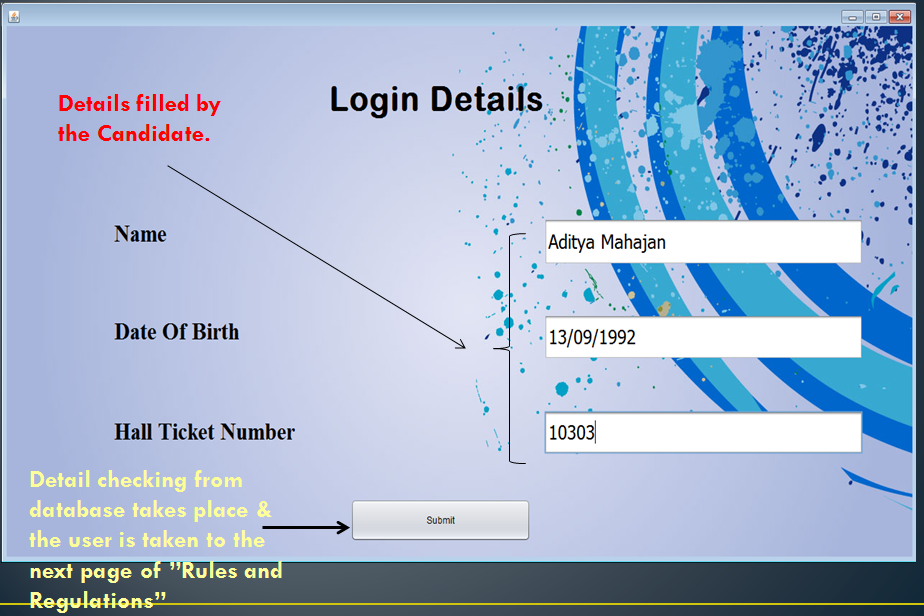 Login Details
Details filled by
the Candidate.
Name
Aditya Mahajan
Date Of Birth
13/09/1992
Hall Ticket Number
10303
Detail checking from
database takes place &
the user is taken to the
next page of ”Rules and
Regulations”
Submit